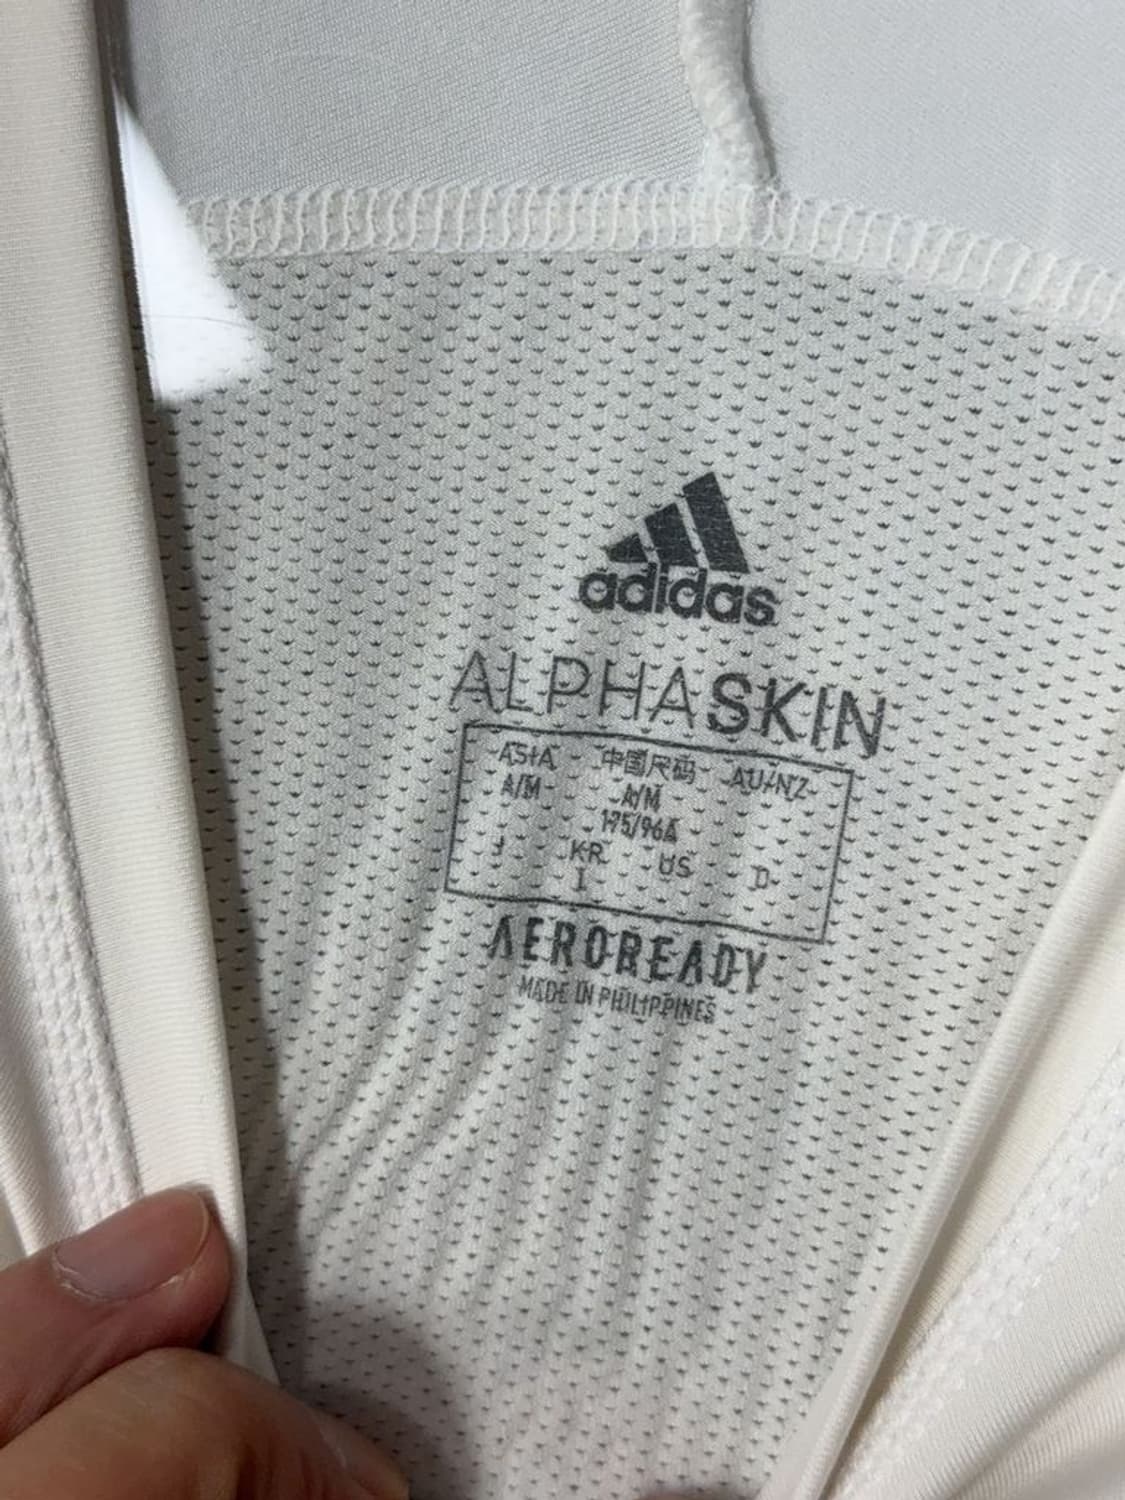 adidas
ALPHASKIN
ASIA 中国尺码 AU/NZ
A/M A/M
175/96A
J KR US D
I
AEROREADY
MADE IN PHILIPPINES